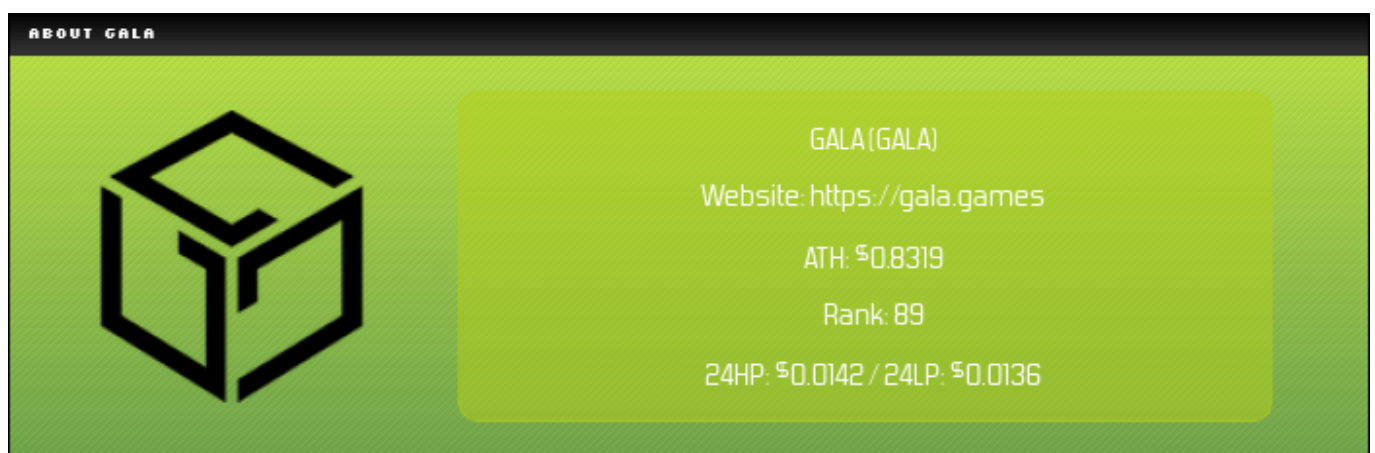 ABOUT GALA
GALA (GALA)
Website: https://gala.games
ATH: $0.8319
Rank: 89
24HP: $0.0142 / 24LP: $0.0136